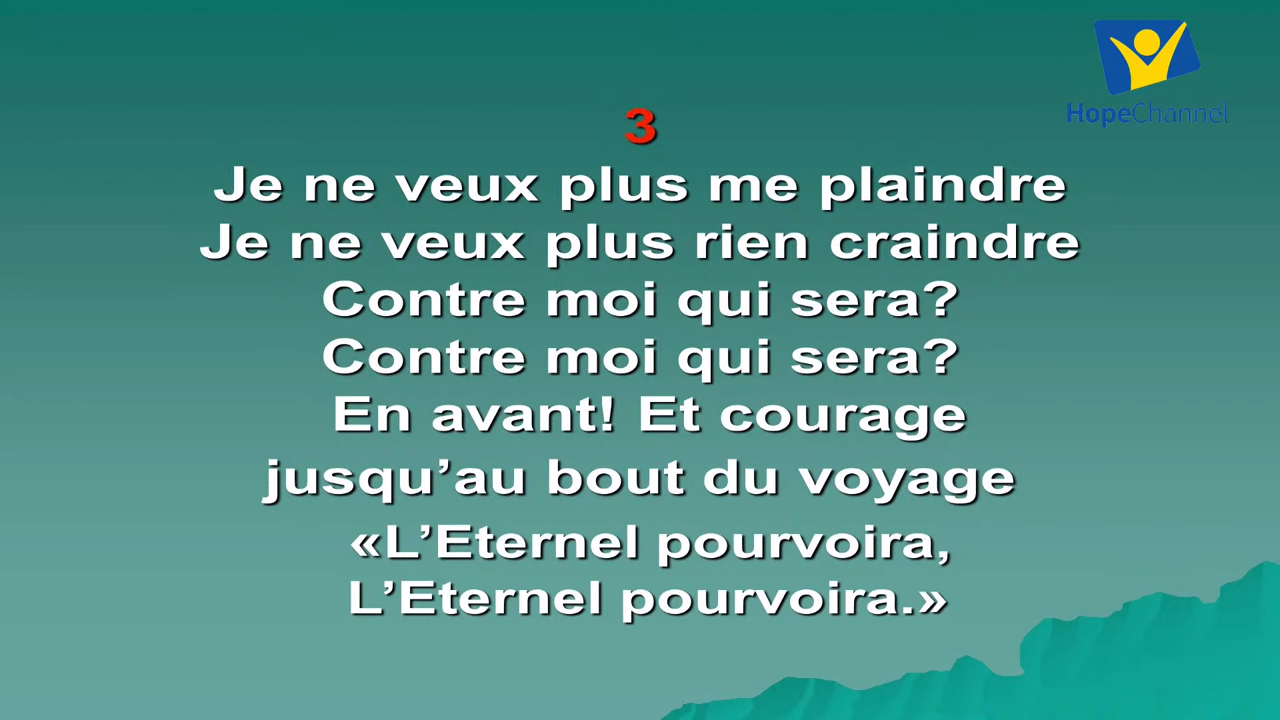 HopeChannel
3
Je ne veux plus me plaindre
Je ne veux plus rien craindre
Contre moi qui sera?
Contre moi qui sera?
En avant! Et courage
jusqu’au bout du voyage
«L’Eternel pourvoira,
L’Eternel pourvoira.»